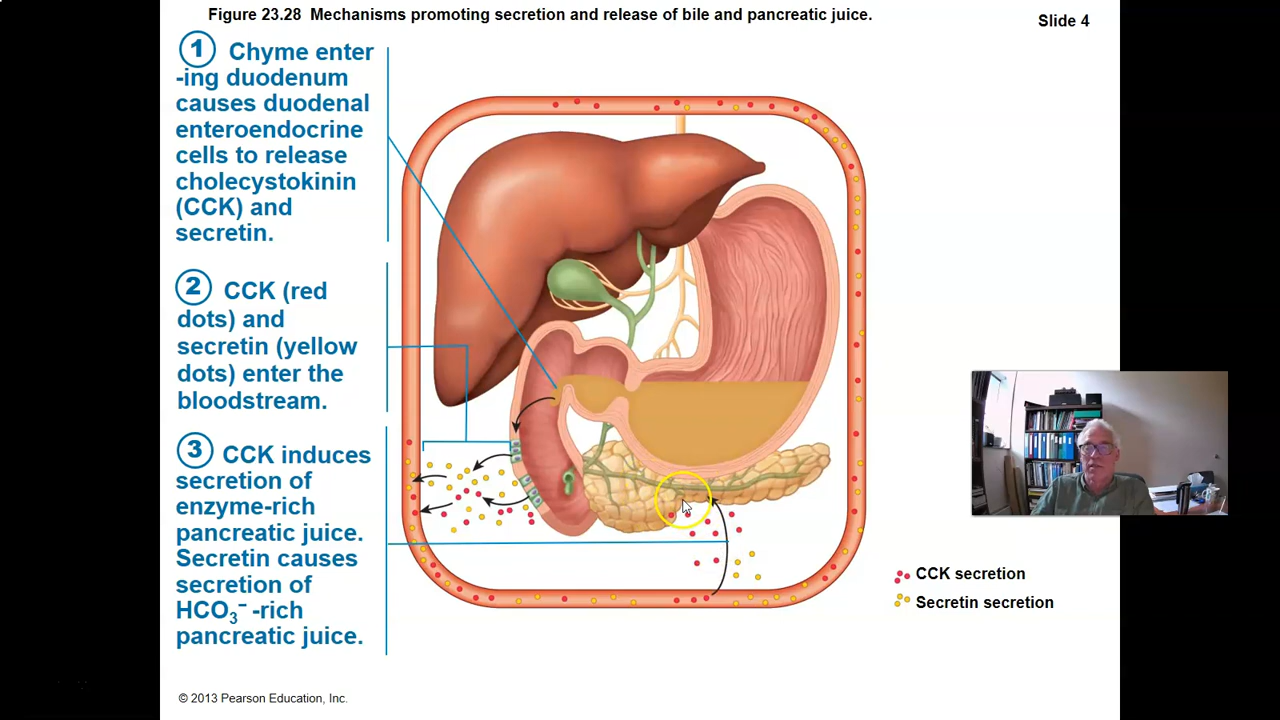 Figure 23.28 Mechanisms promoting secretion and release of bile and pancreatic juice.
Slide 4
1 Chyme enter
-ing duodenum
causes duodenal
enteroendocrine
cells to release
cholecystokinin
(CCK) and
secretin.
2 CCK (red
dots) and
secretin (yellow
dots) enter the
bloodstream.
3 CCK induces
secretion of
enzyme-rich
pancreatic juice.
Secretin causes
secretion of
HCO₃⁻ -rich
pancreatic juice.
CCK secretion
Secretin secretion
© 2013 Pearson Education, Inc.